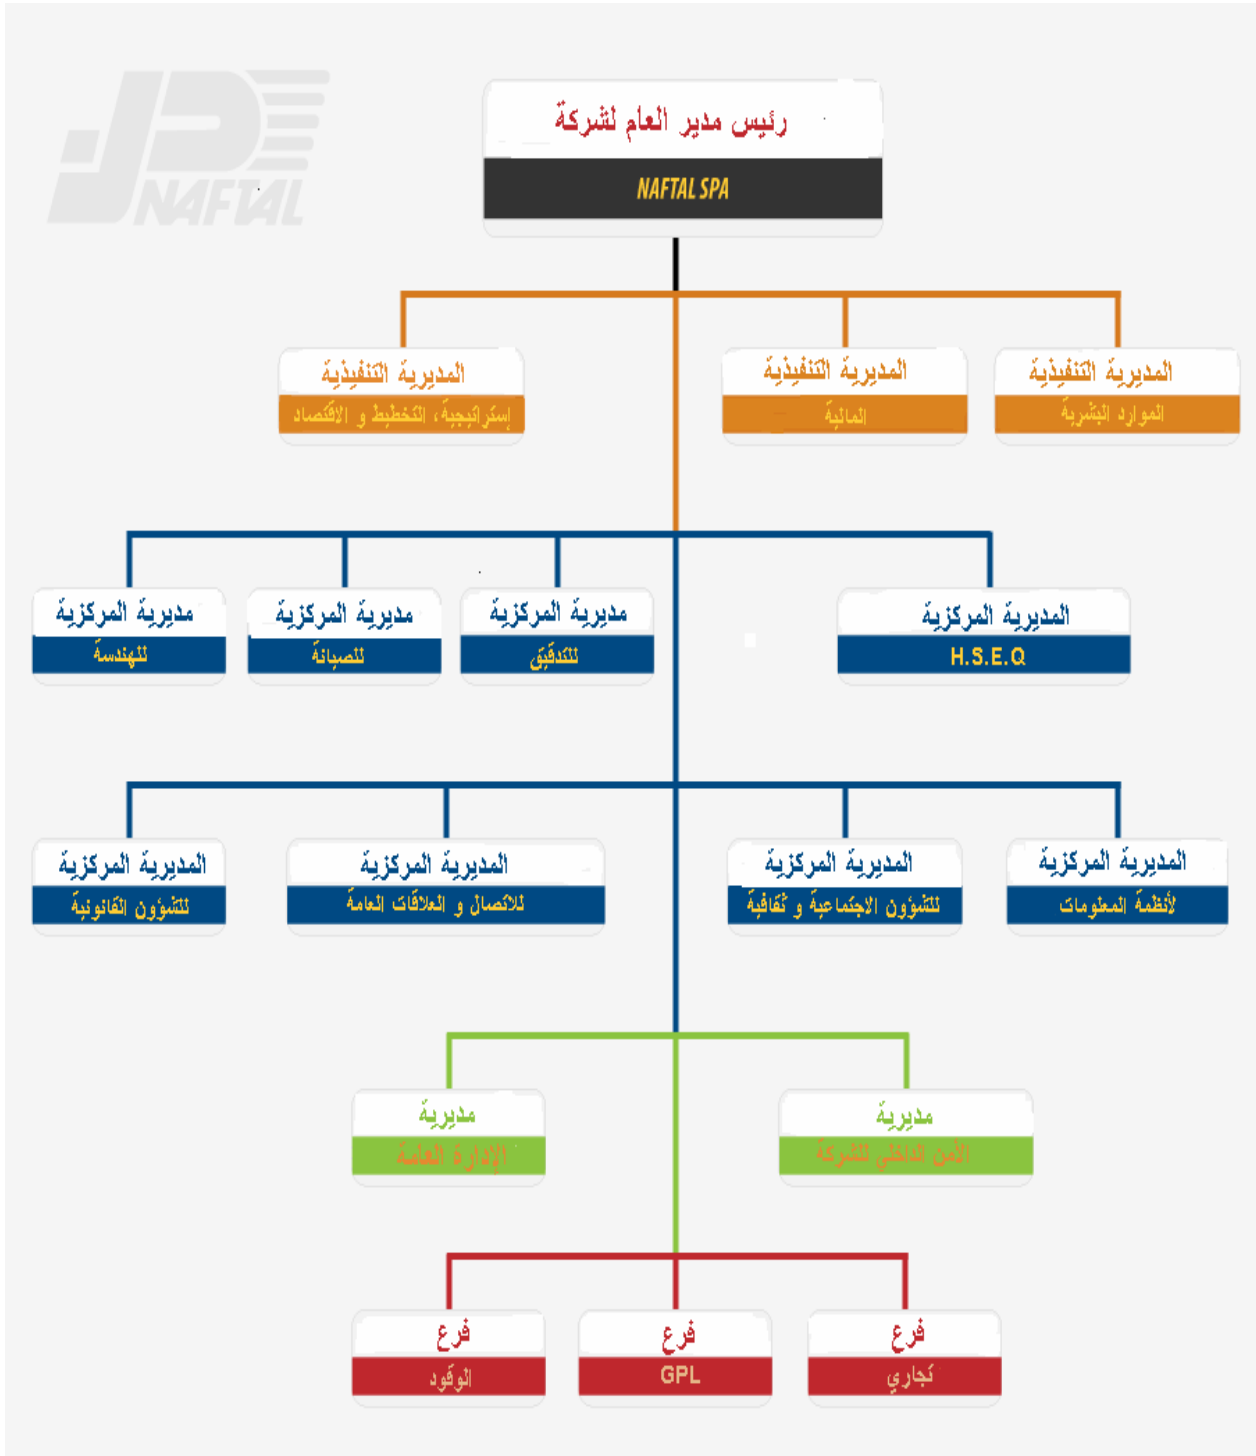 NAFTAL
رئيس مدير العام لشركة
NAFTAL SPA
المديرية التنفيذية
الموارد البشرية
المديرية التنفيذية
المالية
المديرية التنفيذية
إستراتيجية، التخطيط و الاقتصاد
المديرية المركزية
H.S.E.Q
مديرية المركزية
للتدقيق
مديرية المركزية
للصيانة
مديرية المركزية
للهندسة
المديرية المركزية
لأنظمة المعلومات
المديرية المركزية
للشؤون الاجتماعية و ثقافية
المديرية المركزية
للاتصال و العلاقات العامة
المديرية المركزية
للشؤون القانونية
مديرية
الأمن الداخلي للشركة
مديرية
الإدارة العامة
فرع
تجاري
فرع
GPL
فرع
الوقود